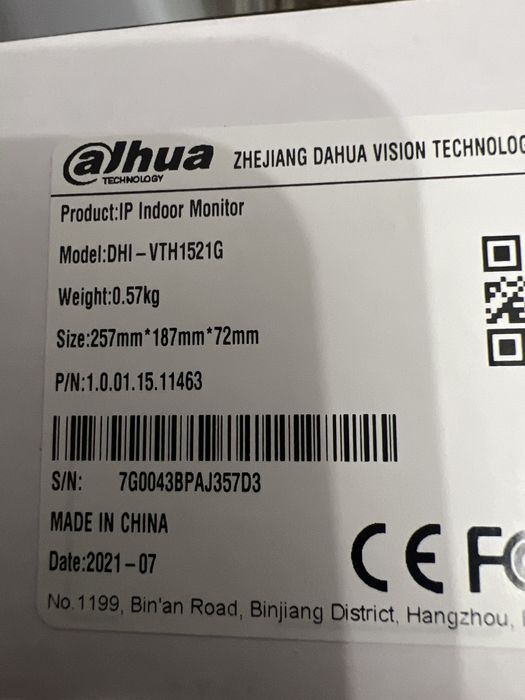 alhua
TECHNOLOGY
ZHEJIANG DAHUA VISION TECHNOLOG
Product:IP Indoor Monitor
Model:DHI-VTH1521G
Weight:0.57kg
Size:257mm*187mm*72mm
P/N:1.0.01.15.11463
S/N: 7G0043BPAJ357D3
MADE IN CHINA
Date:2021-07
CE FC
No.1199, Bin'an Road, Binjiang District, Hangzhou,